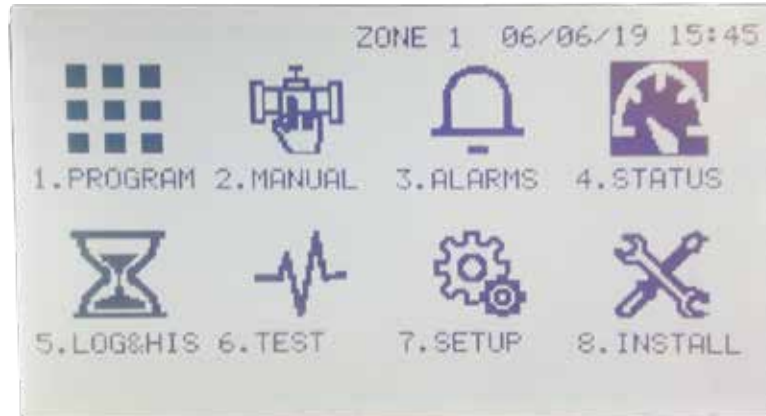 ZONE 1 06/06/19 15:45
1.PROGRAM 2.MANUAL 3.ALARMS 4.STATUS
5.LOG&HIS 6.TEST 7.SETUP 8.INSTALL